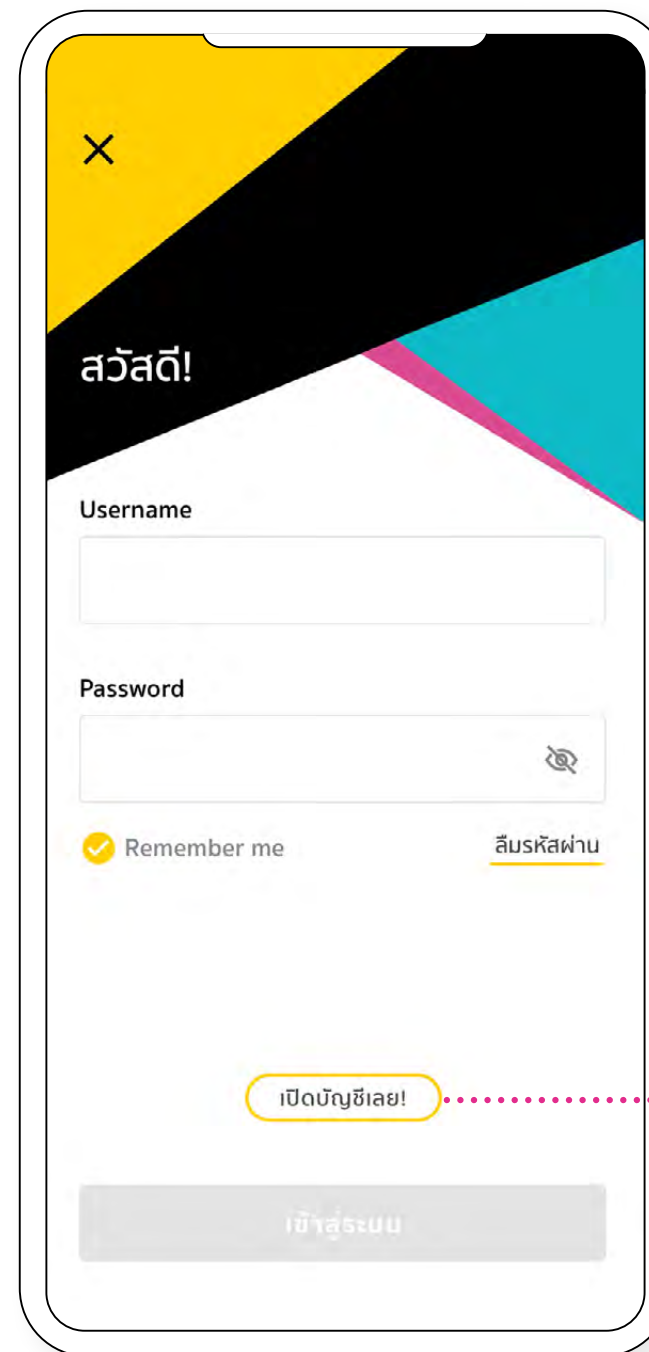 สวัสดี!
Username
Password
Remember me
ลืมรหัสผ่าน
เปิดบัญชีเลย!
เข้าสู่ระบบ